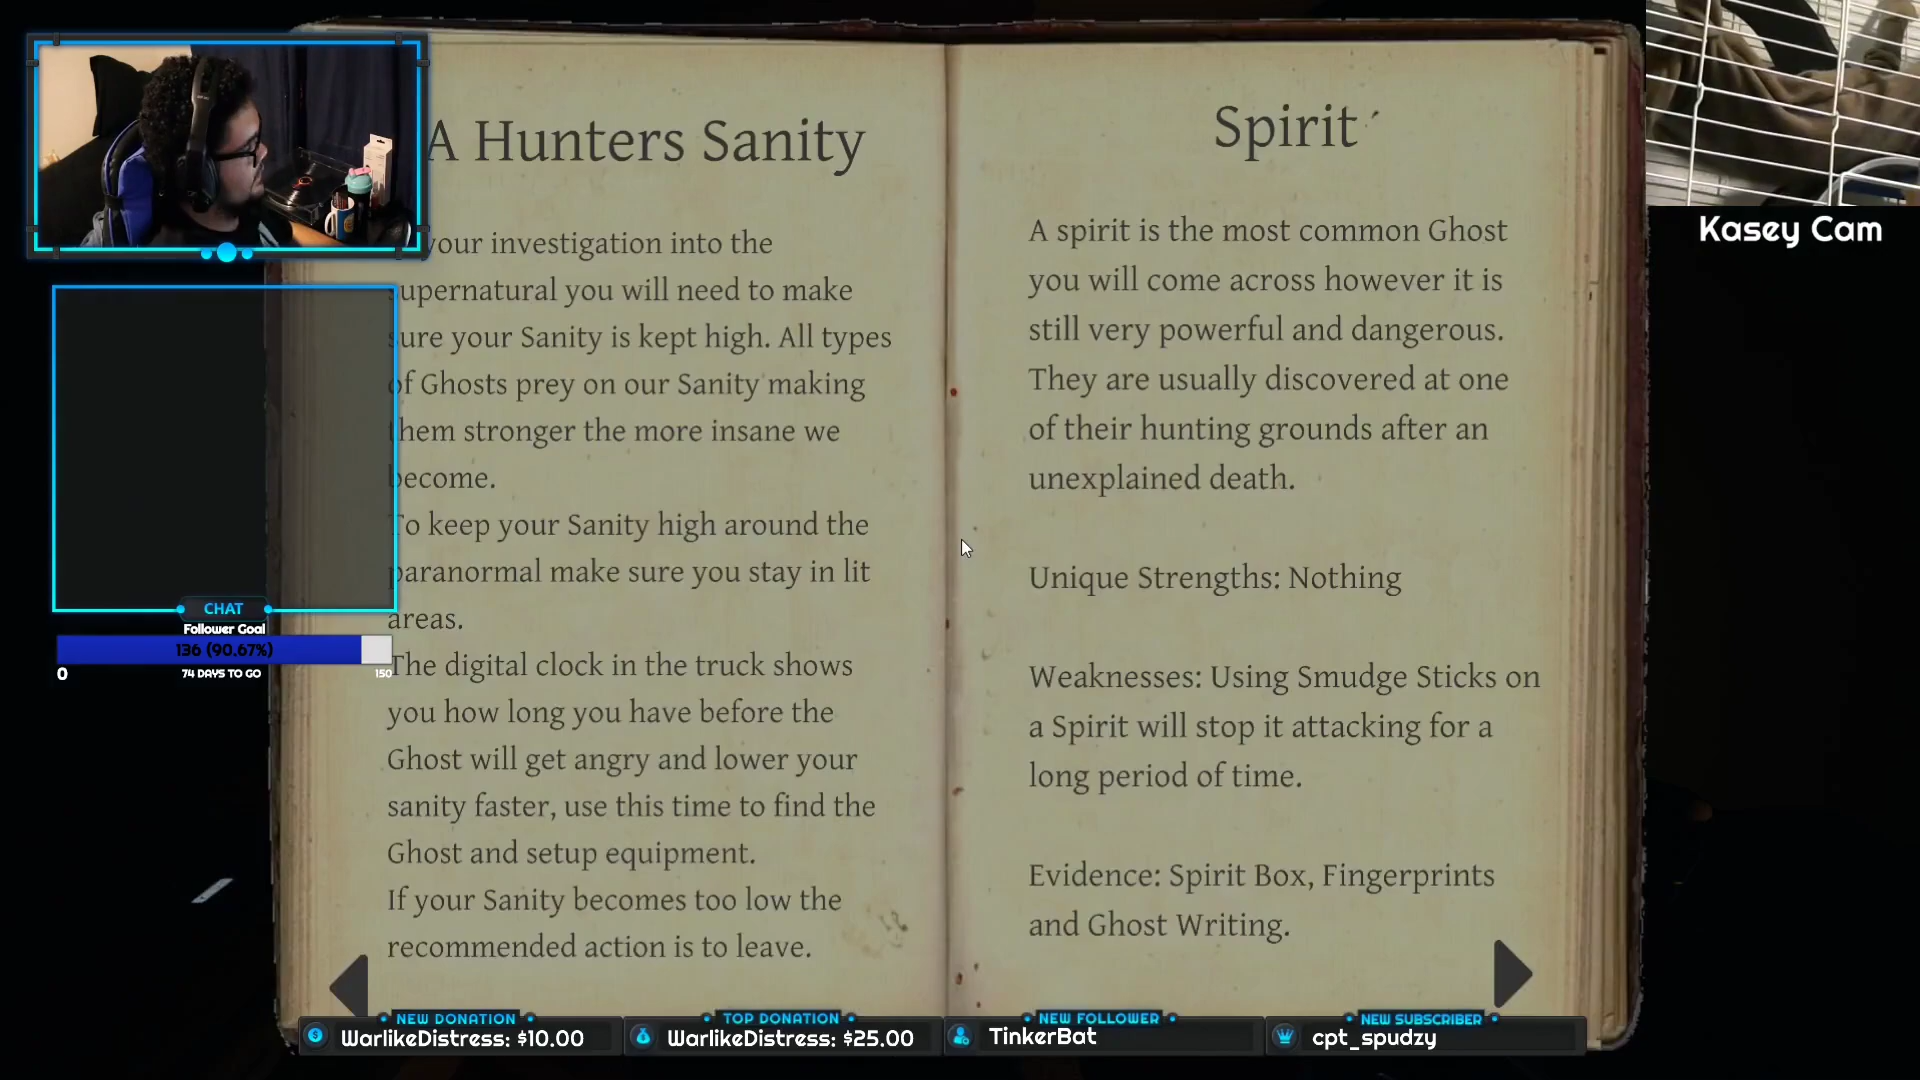 A Hunters Sanity
your investigation into the
supernatural you will need to make
sure your Sanity is kept high. All types
of Ghosts prey on our Sanity making
them stronger the more insane we
become.
To keep your Sanity high around the
paranormal make sure you stay in lit
areas.
The digital clock in the truck shows
you how long you have before the
Ghost will get angry and lower your
sanity faster, use this time to find the
Ghost and setup equipment.
If your Sanity becomes too low the
recommended action is to leave.
Spirit
A spirit is the most common Ghost
you will come across however it is
still very powerful and dangerous.
They are usually discovered at one
of their hunting grounds after an
unexplained death.
Unique Strengths: Nothing
Weaknesses: Using Smudge Sticks on
a Spirit will stop it attacking for a
long period of time.
Evidence: Spirit Box, Fingerprints
and Ghost Writing.
Kasey Cam
CHAT
Follower Goal
136 (90.67%)
0
74 DAYS TO GO
150
NEW DONATION
WarlikeDistress: $10.00
TOP DONATION
WarlikeDistress: $25.00
NEW FOLLOWER
TinkerBat
NEW SUBSCRIBER
cpt_spudzy